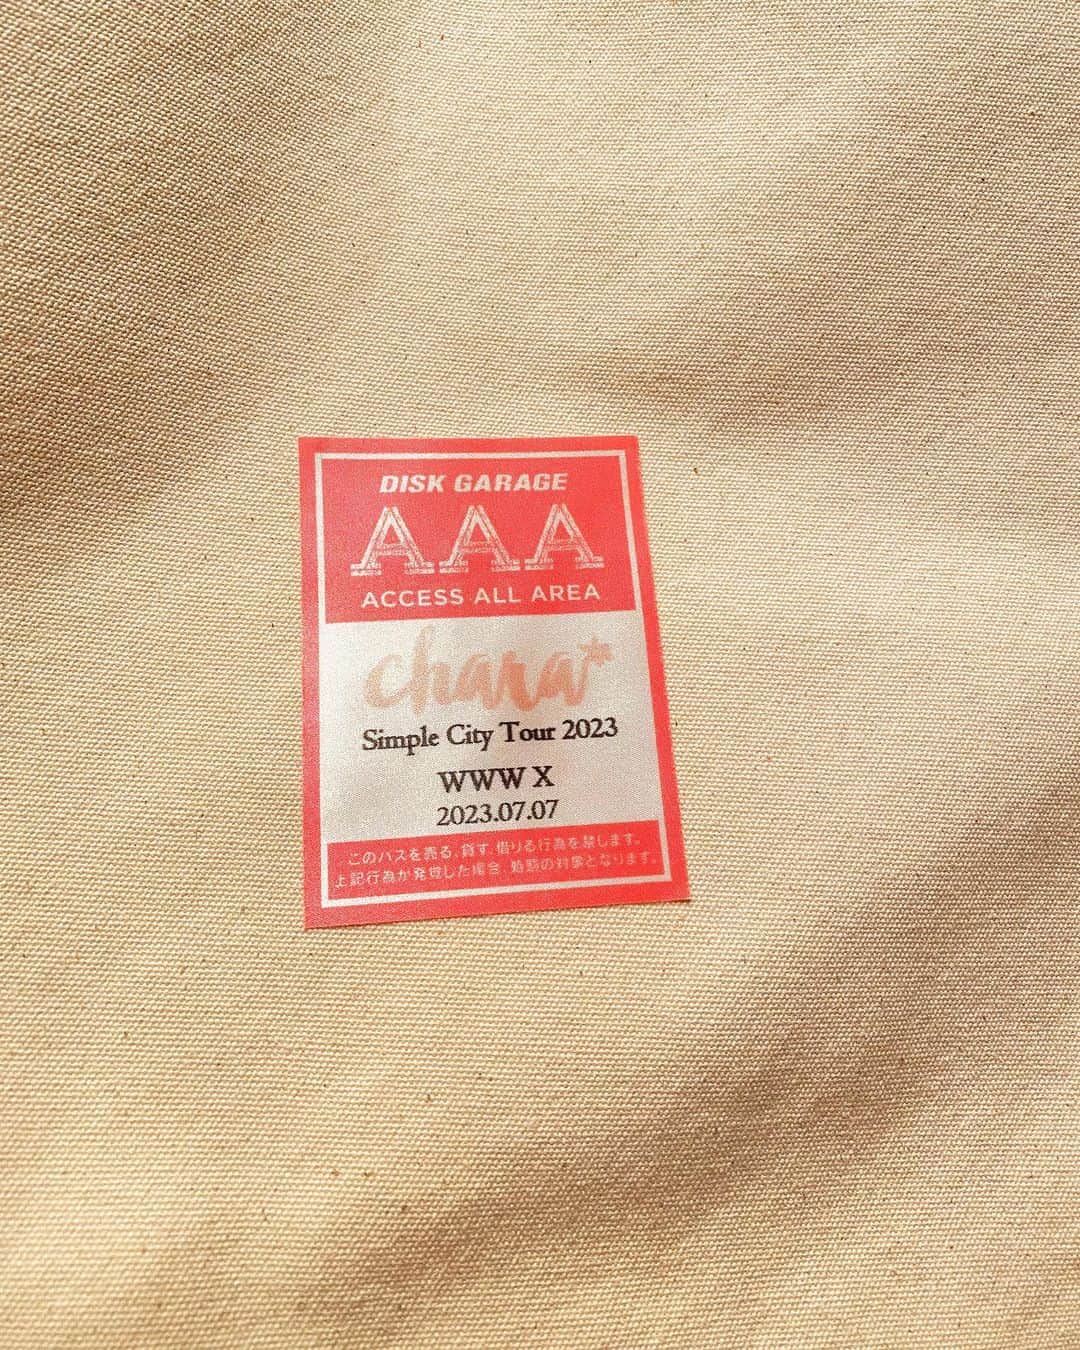 DISK GARAGE
AAA
ACCESS ALL AREA
chara*
Simple City Tour 2023
WWW X
2023.07.07
このパスを売る、貸す、借りる行為を禁じます。
上記行為が発覚した場合、処罰の対象となります。